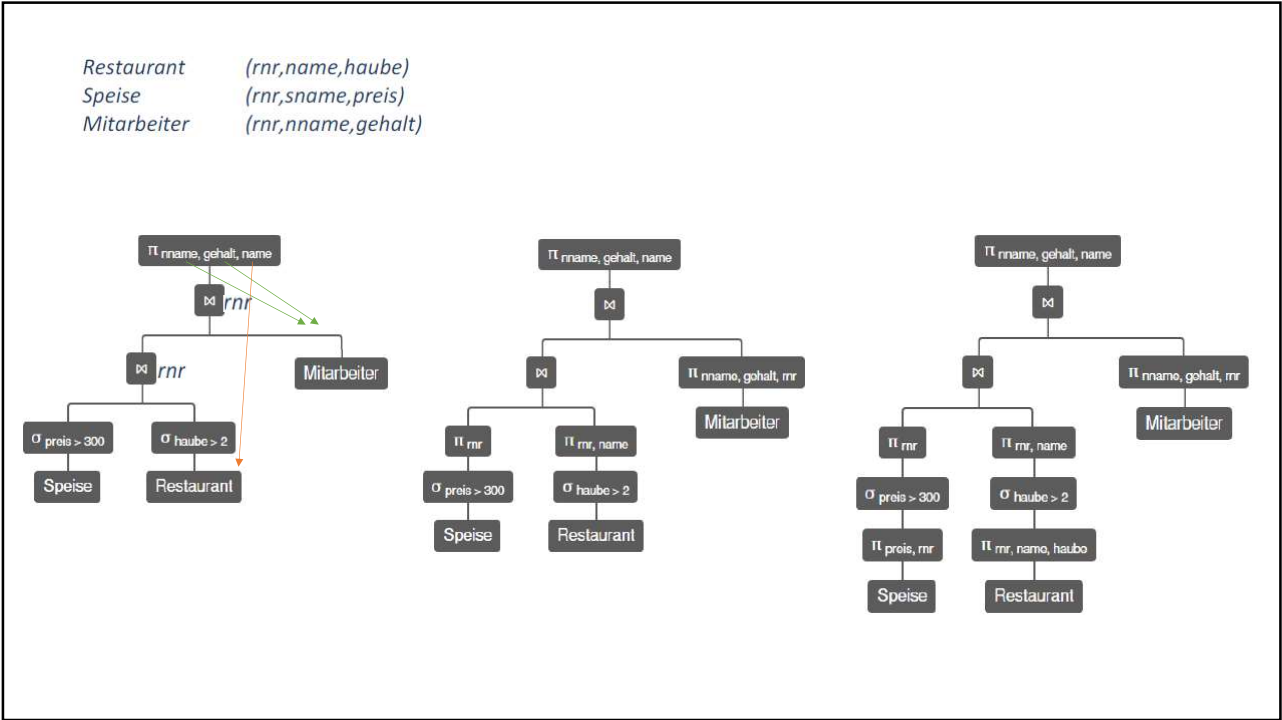 Restaurant (rnr,name,haube)
Speise (rnr,sname,preis)
Mitarbeiter (rnr,nname,gehalt)
π nname, gehalt, name
⋈ rnr
⋈ rnr
Mitarbeiter
σ preis > 300
σ haube > 2
Speise
Restaurant
π nname, gehalt, name
⋈
⋈
π nname, gehalt, rnr
Mitarbeiter
π rnr
π rnr, name
σ preis > 300
σ haube > 2
Speise
Restaurant
π nname, gehalt, name
⋈
⋈
π nname, gehalt, rnr
Mitarbeiter
π rnr
π rnr, name
σ preis > 300
σ haube > 2
π preis, rnr
π rnr, name, haube
Speise
Restaurant